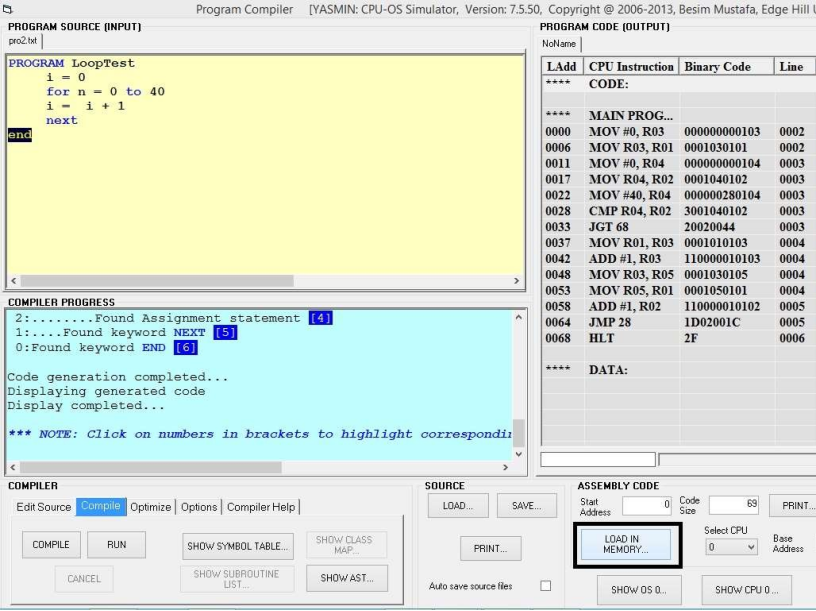 Program Compiler [YASMIN: CPU-OS Simulator, Version: 7.5.50, Copyright @ 2006-2013, Besim Mustafa, Edge Hill U
PROGRAM SOURCE (INPUT)
pro2.txt
PROGRAM LoopTest
i = 0
for n = 0 to 40
i = i + 1
next
end
COMPILER PROGRESS
2:........Found Assignment statement [4]
1:....Found keyword NEXT [5]
0:Found keyword END [6]
Code generation completed...
Displaying generated code
Display completed...
*** NOTE: Click on numbers in brackets to highlight correspondin
PROGRAM CODE (OUTPUT)
NoName
LAdd CPU Instruction Binary Code Line
**** CODE:
**** MAIN PROG...
0000 MOV #0, R03 000000000103 0002
0006 MOV R03, R01 0001030101 0002
0011 MOV #0, R04 000000000104 0003
0017 MOV R04, R02 0001040102 0003
0022 MOV #40, R04 000000280104 0003
0028 CMP R04, R02 3001040102 0003
0033 JGT 68 20020044 0003
0037 MOV R01, R03 0001010103 0004
0042 ADD #1, R03 110000010103 0004
0048 MOV R03, R05 0001030105 0004
0053 MOV R05, R01 0001050101 0004
0058 ADD #1, R02 110000010102 0005
0064 JMP 28 1D02001C 0005
0068 HLT 2F 0006
**** DATA:
COMPILER
Edit Source Compile Optimize Options Compiler Help
COMPILE RUN SHOW SYMBOL TABLE... SHOW CLASS MAP...
CANCEL SHOW SUBROUTINE LIST... SHOW AST...
SOURCE
LOAD... SAVE...
PRINT...
Auto save source files
ASSEMBLY CODE
Start Address 0 Code Size 69 PRINT...
LOAD IN MEMORY... Select CPU 0 Base Address
SHOW OS 0... SHOW CPU 0 ...